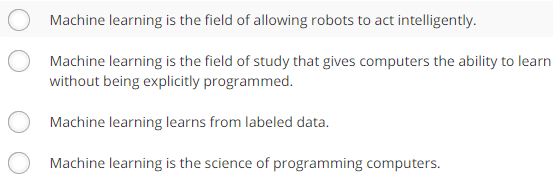 Machine learning is the field of allowing robots to act intelligently.
Machine learning is the field of study that gives computers the ability to learn
without being explicitly programmed.
Machine learning learns from labeled data.
Machine learning is the science of programming computers.